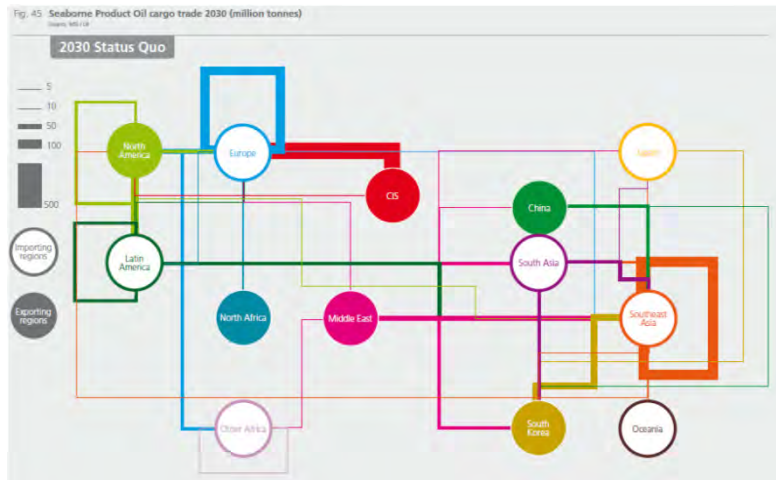 Fig. 45 Seaborne Product Oil cargo trade 2030 (million tonnes)
2030 Status Quo
5
10
50
100
500
Importing
regions
Exporting
regions
North
America
Europe
CIS
Japan
China
Latin
America
South Asia
North Africa
Middle East
Southeast
Asia
Other Africa
South
Korea
Oceania